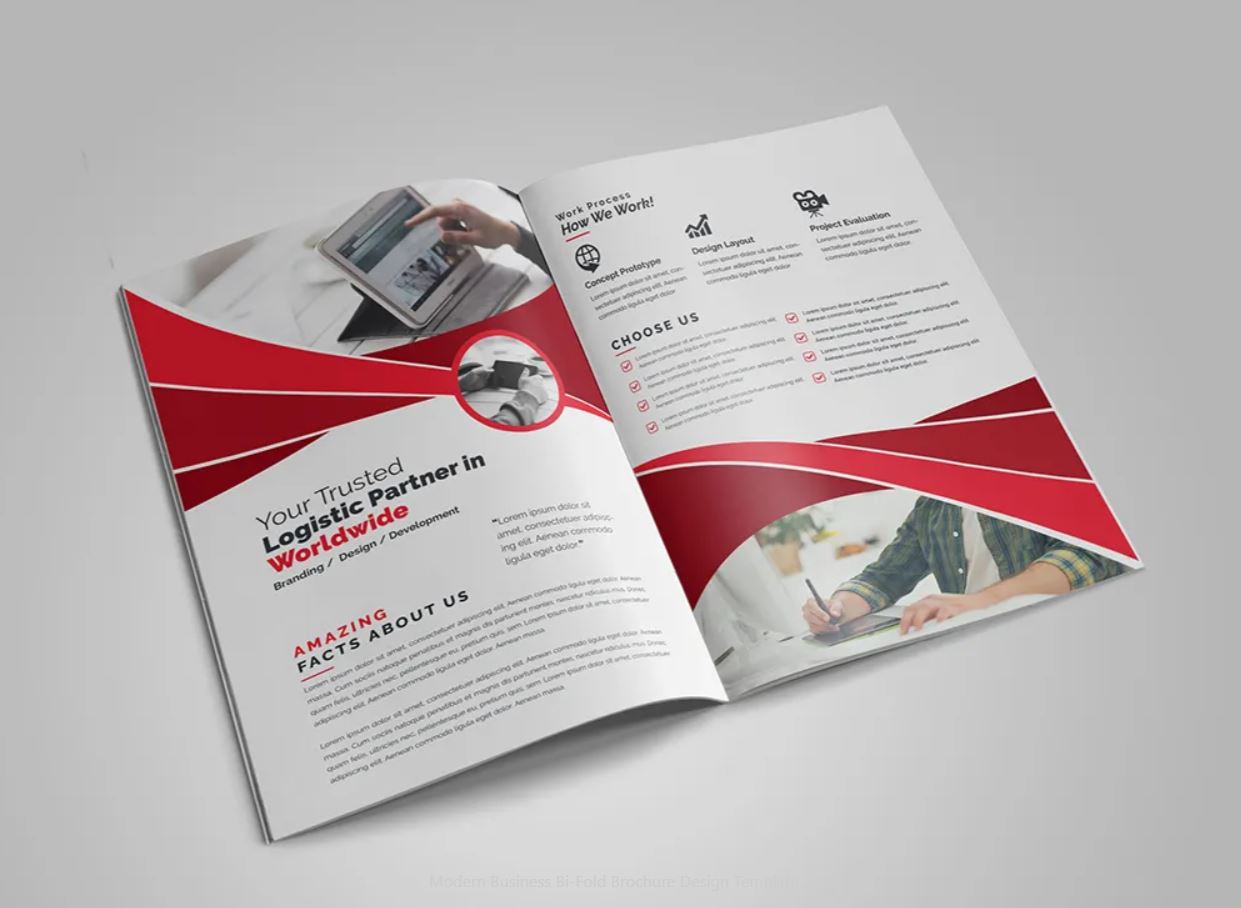 Your Trusted
Logistic Partner in
Worldwide
Branding / Design / Development
"Lorem ipsum dolor sit
amet, consectetuer adipisc-
ing elit. Aenean commodo
ligula eget dolor."
AMAZING
FACTS ABOUT US
Lorem ipsum dolor sit amet, consectetuer adipiscing elit. Aenean commodo ligula eget dolor. Aenean
massa. Cum sociis natoque penatibus et magnis dis parturient montes, nascetur ridiculus mus. Donec
quam felis, ultricies nec, pellentesque eu, pretium quis, sem. Lorem ipsum dolor sit amet, consectetuer
adipiscing elit. Aenean commodo ligula eget dolor. Aenean massa.
Lorem ipsum dolor sit amet, consectetuer adipiscing elit. Aenean commodo ligula eget dolor. Aenean
massa. Cum sociis natoque penatibus et magnis dis parturient montes, nascetur ridiculus mus. Donec
quam felis, ultricies nec, pellentesque eu, pretium quis, sem. Lorem ipsum dolor sit amet, consectetuer
adipiscing elit. Aenean commodo ligula eget dolor. Aenean massa.
Work Process
How We Work!
Concept Prototype
Lorem ipsum dolor sit amet, con-
sectetuer adipiscing elit. Aenean
commodo ligula eget dolor.
Design Layout
Lorem ipsum dolor sit amet, con-
sectetuer adipiscing elit. Aenean
commodo ligula eget dolor.
Project Evaluation
Lorem ipsum dolor sit amet, con-
sectetuer adipiscing elit. Aenean
commodo ligula eget dolor.
CHOOSE US
Lorem ipsum dolor sit amet, consectetuer adipiscing elit.
Aenean commodo ligula eget dolor.
Lorem ipsum dolor sit amet, consectetuer adipiscing elit.
Aenean commodo ligula eget dolor.
Lorem ipsum dolor sit amet, consectetuer adipiscing elit.
Aenean commodo ligula eget dolor.
Lorem ipsum dolor sit amet, consectetuer adipiscing elit.
Aenean commodo ligula eget dolor.
Lorem ipsum dolor sit amet, consectetuer adipiscing elit.
Aenean commodo ligula eget dolor.
Lorem ipsum dolor sit amet, consectetuer adipiscing elit.
Aenean commodo ligula eget dolor.
Lorem ipsum dolor sit amet, consectetuer adipiscing elit.
Aenean commodo ligula eget dolor.
Lorem ipsum dolor sit amet, consectetuer adipiscing elit.
Aenean commodo ligula eget dolor.
Modern Business Bi-Fold Brochure Design Template